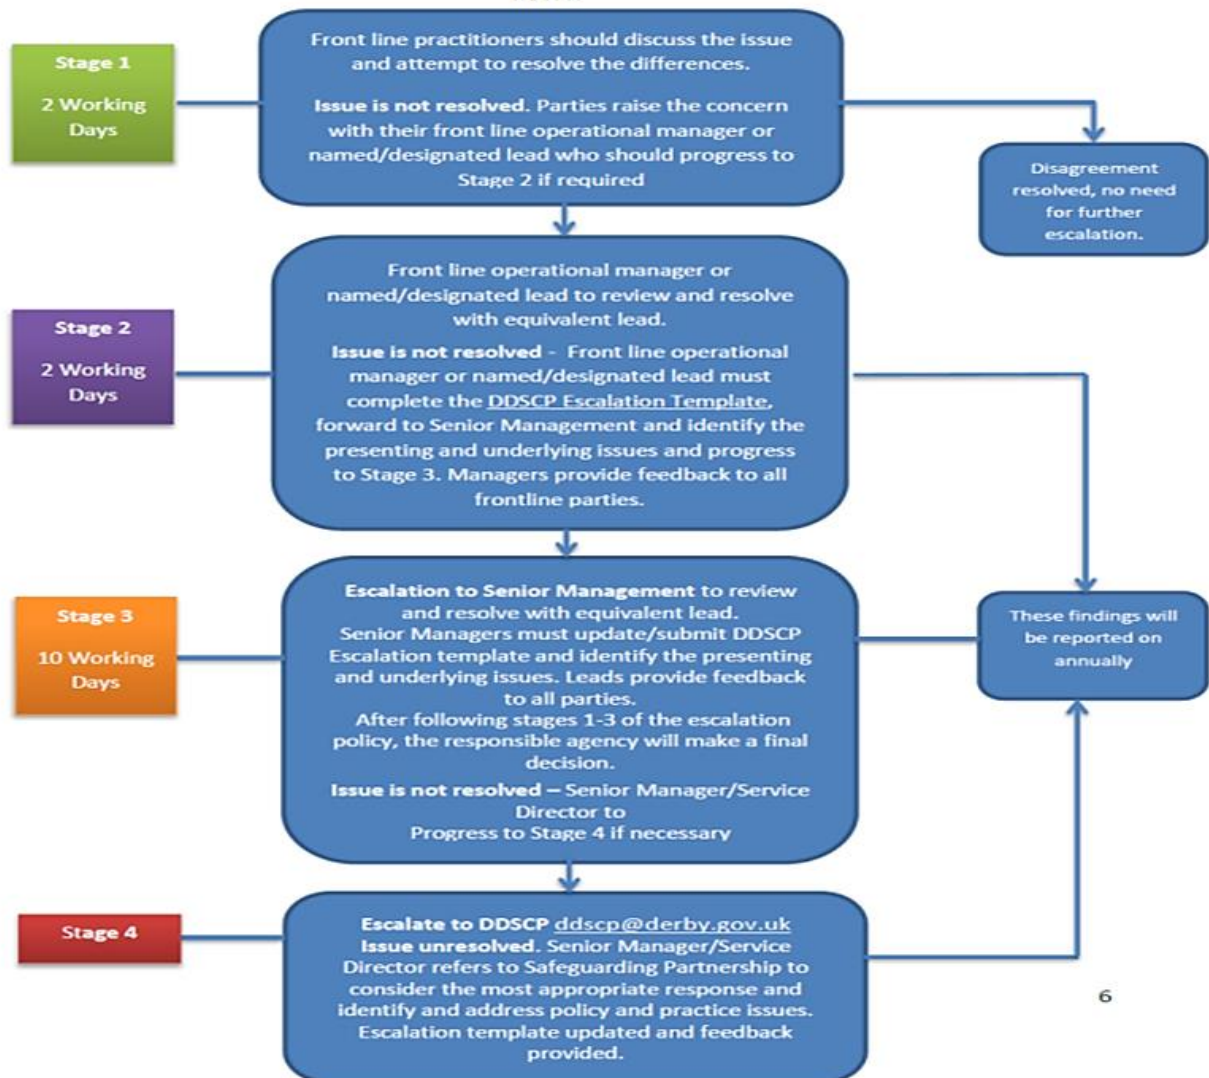 Stage 1
2 Working
Days
Front line practitioners should discuss the issue
and attempt to resolve the differences.
Issue is not resolved. Parties raise the concern
with their front line operational manager or
named/designated lead who should progress to
Stage 2 if required
Disagreement
resolved, no need
for further
escalation.
Stage 2
2 Working
Days
Front line operational manager or
named/designated lead to review and resolve
with equivalent lead.
Issue is not resolved - Front line operational
manager or named/designated lead must
complete the DDSCP Escalation Template,
forward to Senior Management and identify the
presenting and underlying issues and progress
to Stage 3. Managers provide feedback to all
frontline parties.
Stage 3
10 Working
Days
Escalation to Senior Management to review
and resolve with equivalent lead.
Senior Managers must update/submit DDSCP
Escalation template and identify the presenting
and underlying issues. Leads provide feedback
to all parties.
After following stages 1-3 of the escalation
policy, the responsible agency will make a final
decision.
Issue is not resolved – Senior Manager/Service
Director to
Progress to Stage 4 if necessary
These findings will
be reported on
annually
Stage 4
Escalate to DDSCP ddscp@derby.gov.uk
Issue unresolved. Senior Manager/Service
Director refers to Safeguarding Partnership to
consider the most appropriate response and
identify and address policy and practice issues.
Escalation template updated and feedback
provided.
6